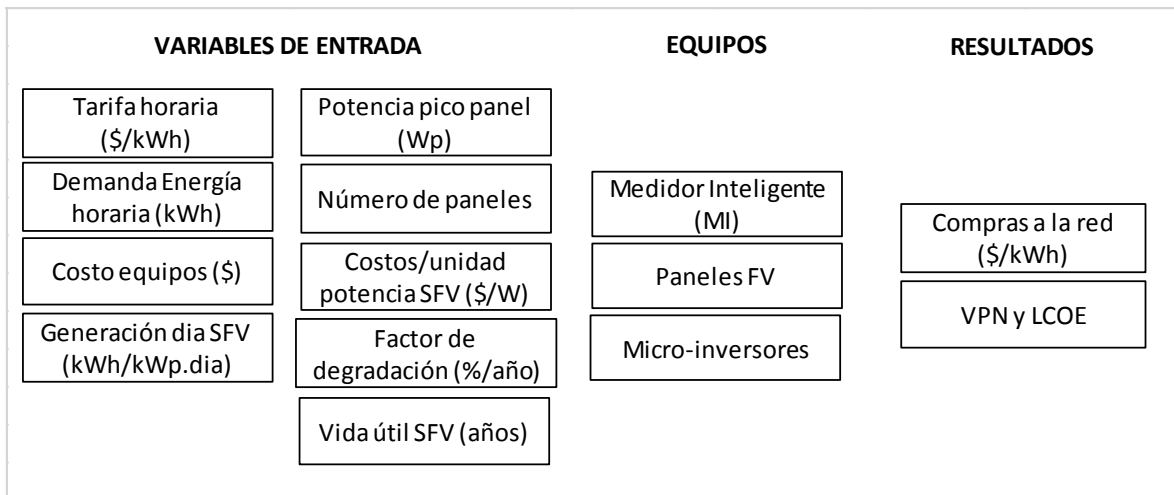 VARIABLES DE ENTRADA
Tarifa horaria
($/kWh)
Demanda Energía
horaria (kWh)
Costo equipos ($)
Generación dia SFV
(kWh/kWp.dia)
Potencia pico panel
(Wp)
Número de paneles
Costos/unidad
potencia SFV ($/W)
Factor de
degradación (%/año)
Vida útil SFV (años)
EQUIPOS
Medidor Inteligente
(MI)
Paneles FV
Micro-inversores
RESULTADOS
Compras a la red
($/kWh)
VPN y LCOE